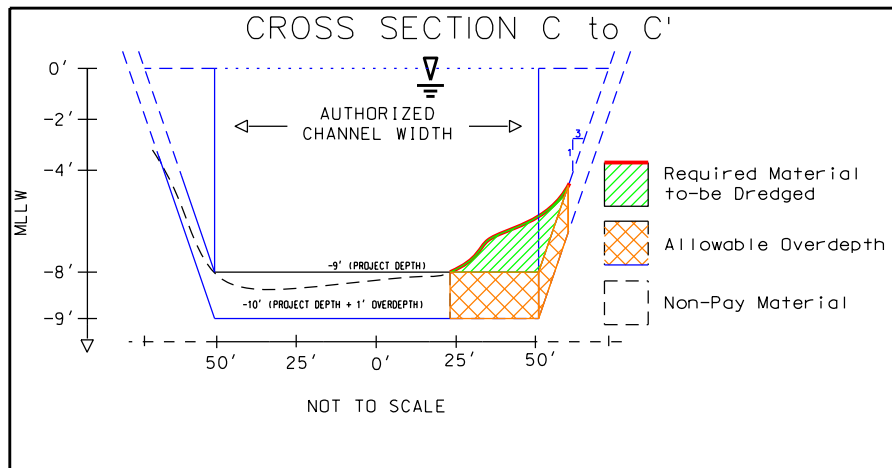 CROSS SECTION C to C'
0'
-2'
-4'
-8'
-9'
MLLW
AUTHORIZED
CHANNEL WIDTH
3
1
-9' (PROJECT DEPTH)
-10' (PROJECT DEPTH + 1' OVERDEPTH)
Required Material
to-be Dredged
Allowable Overdepth
Non-Pay Material
50' 25' 0' 25' 50'
NOT TO SCALE